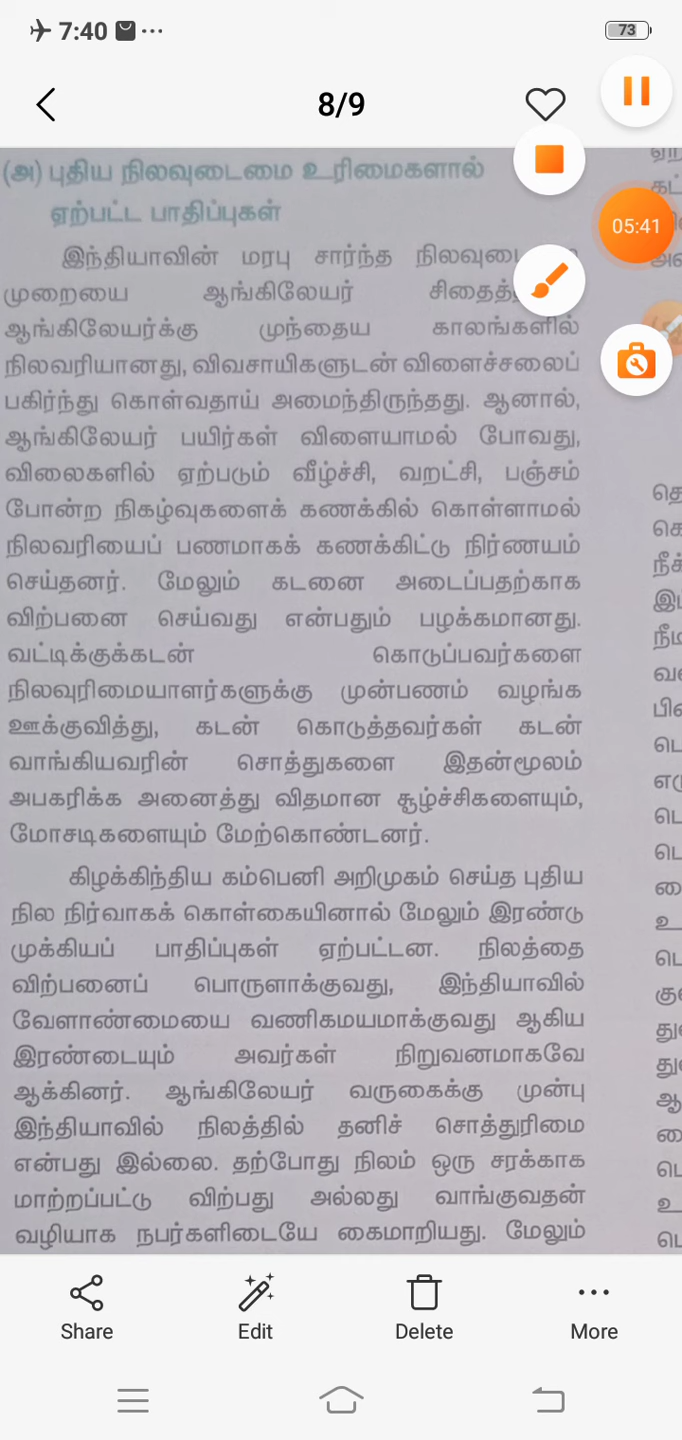 7:40
73
8/9
05:41
(அ) புதிய நிலவுடைமை உரிமைகளால்
ஏற்பட்ட பாதிப்புகள்
இந்தியாவின் மரபு சார்ந்த
முறையை ஆங்கிலேயர்
ஆங்கிலேயர்க்கு முந்தைய காலங்களில்
நிலவரியானது, விவசாயிகளுடன் விளைச்சலைப்
பகிர்ந்து கொள்வதாய் அமைந்திருந்தது. ஆனால்,
ஆங்கிலேயர் பயிர்கள் விளையாமல் போவது,
விலைகளில் ஏற்படும் வீழ்ச்சி, வறட்சி, பஞ்சம்
போன்ற நிகழ்வுகளைக் கணக்கில் கொள்ளாமல்
நிலவரியைப் பணமாகக் கணக்கிட்டு நிர்ணயம்
செய்தனர். மேலும் கடனை அடைப்பதற்காக
விற்பனை செய்வது என்பதும் பழக்கமானது.
வட்டிக்குக்கடன் கொடுப்பவர்களை
நிலவுரிமையாளர்களுக்கு முன்பணம் வழங்க
ஊக்குவித்து, கடன் கொடுத்தவர்கள் கடன்
வாங்கியவரின் சொத்துகளை இதன்மூலம்
அபகரிக்க அனைத்து விதமான சூழ்ச்சிகளையும்,
மோசடிகளையும் மேற்கொண்டனர்.
கிழக்கிந்திய கம்பெனி அறிமுகம் செய்த புதிய
நில நிர்வாகக் கொள்கையினால் மேலும் இரண்டு
முக்கியப் பாதிப்புகள் ஏற்பட்டன. நிலத்தை
விற்பனைப் பொருளாக்குவது, இந்தியாவில்
வேளாண்மையை வணிகமயமாக்குவது ஆகிய
இரண்டையும் அவர்கள் நிறுவனமாகவே
ஆக்கினர். ஆங்கிலேயர் வருகைக்கு முன்பு
இந்தியாவில் நிலத்தில் தனிச் சொத்துரிமை
என்பது இல்லை. தற்போது நிலம் ஒரு சரக்காக
மாற்றப்பட்டு விற்பது அல்லது வாங்குவதன்
வழியாக நபர்களிடையே கைமாறியது. மேலும்
Share Edit Delete More